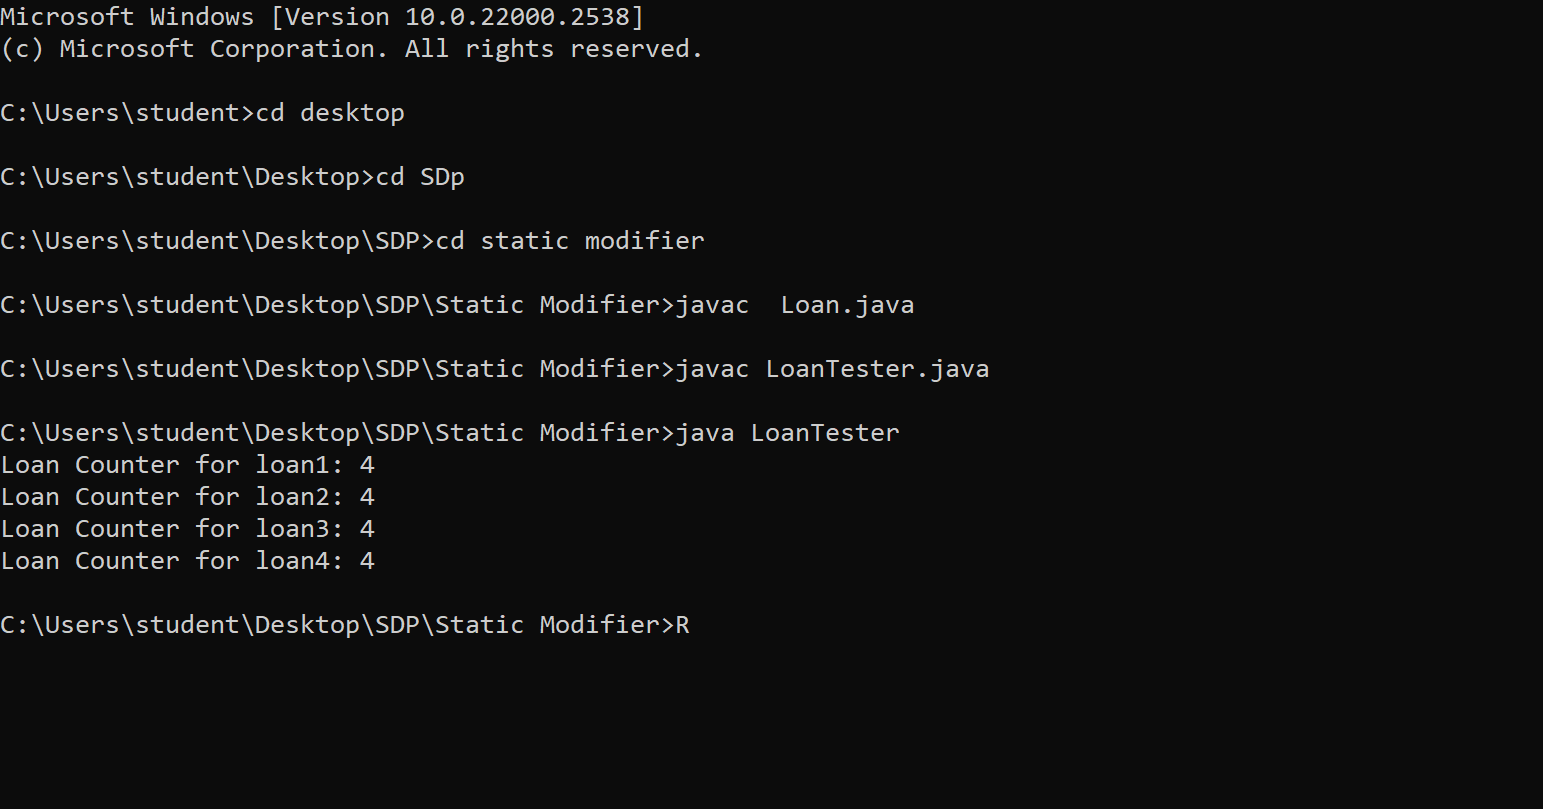 Microsoft Windows [Version 10.0.22000.2538]
(c) Microsoft Corporation. All rights reserved.
C:\Users\student>cd desktop
C:\Users\student\Desktop>cd SDp
C:\Users\student\Desktop\SDP>cd static modifier
C:\Users\student\Desktop\SDP\Static Modifier>javac  Loan.java
C:\Users\student\Desktop\SDP\Static Modifier>javac LoanTester.java
C:\Users\student\Desktop\SDP\Static Modifier>java LoanTester
Loan Counter for loan1: 4
Loan Counter for loan2: 4
Loan Counter for loan3: 4
Loan Counter for loan4: 4
C:\Users\student\Desktop\SDP\Static Modifier>R